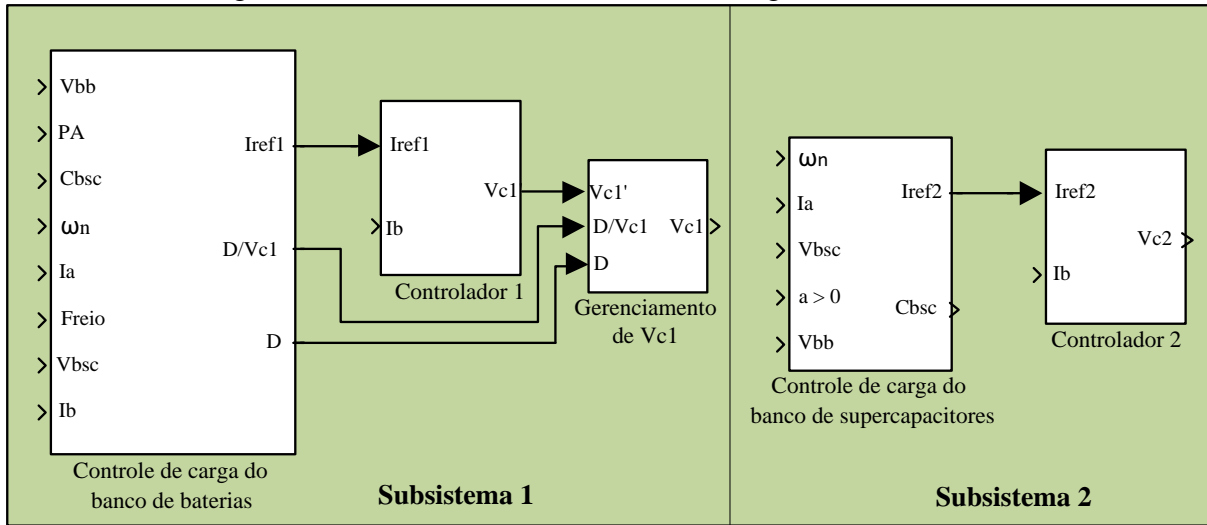 Vbb
PA
Cbsc
ωn
Ia
Freio
Vbsc
Ib
Iref1
D/Vc1
D
Controle de carga do
banco de baterias
Iref1
Ib
Vc1
Controlador 1
Vc1'
D/Vc1
D
Vc1
Gerenciamento
de Vc1
Subsistema 1
ωn
Ia
Vbsc
a > 0
Vbb
Iref2
Cbsc
Controle de carga do
banco de supercapacitores
Iref2
Ib
Vc2
Controlador 2
Subsistema 2